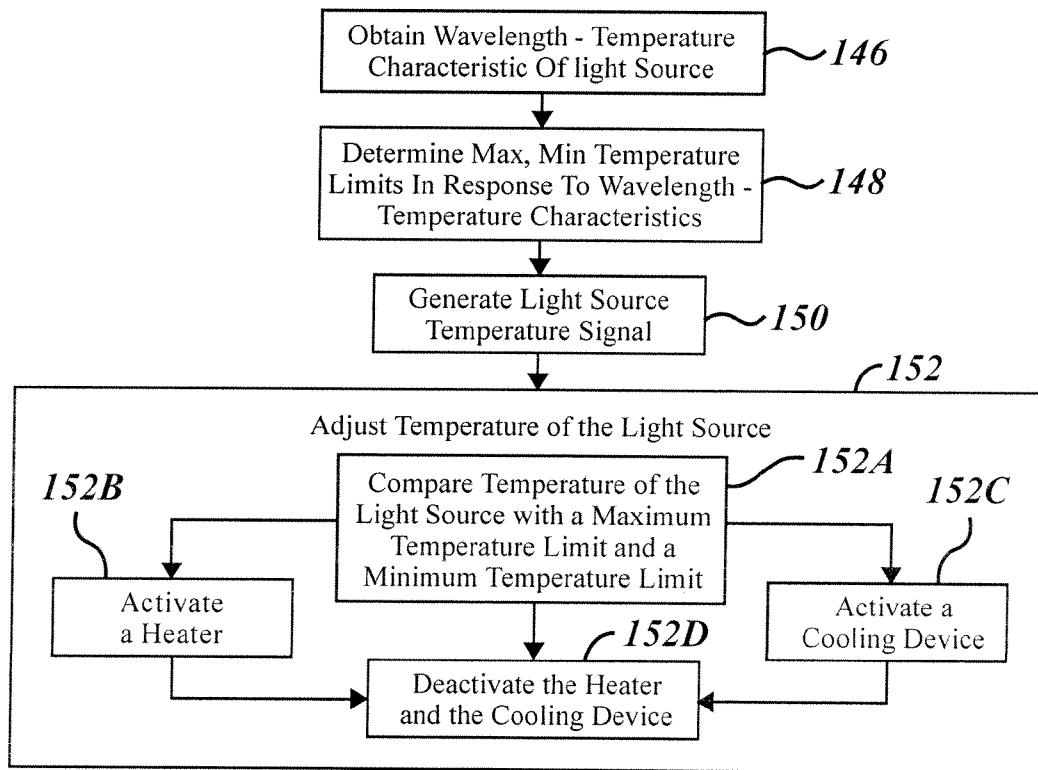 Obtain Wavelength - Temperature
Characteristic Of light Source
146
Determine Max, Min Temperature
Limits In Response To Wavelength -
Temperature Characteristics
148
Generate Light Source
Temperature Signal
150
152
Adjust Temperature of the Light Source
152A
Compare Temperature of the
Light Source with a Maximum
Temperature Limit and a
Minimum Temperature Limit
152B
Activate
a Heater
152C
Activate a
Cooling Device
152D
Deactivate the Heater
and the Cooling Device